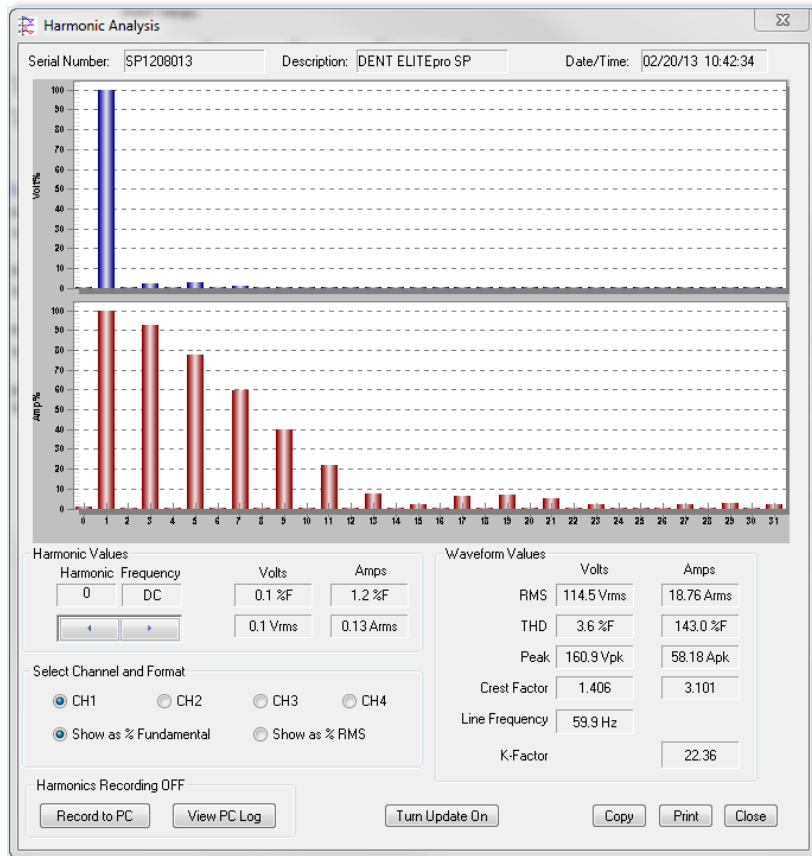 Harmonic Analysis
Serial Number: SP1208013 Description: DENT ELITEpro SP Date/Time: 02/20/13 10:42:34
100
90
80
70
60
50
40
30
20
10
0
Volt%
100
90
80
70
60
50
40
30
20
10
0
Amp%
0 1 2 3 4 5 6 7 8 9 10 11 12 13 14 15 16 17 18 19 20 21 22 23 24 25 26 27 28 29 30 31
Harmonic Values
Harmonic Frequency Volts Amps
0 DC 0.1 %F 1.2 %F
0.1 Vrms 0.13 Arms
Select Channel and Format
CH1 CH2 CH3 CH4
Show as % Fundamental Show as % RMS
Waveform Values
Volts Amps
RMS 114.5 Vrms 18.76 Arms
THD 3.6 %F 143.0 %F
Peak 160.9 Vpk 58.18 Apk
Crest Factor 1.406 3.101
Line Frequency 59.9 Hz
K-Factor 22.36
Harmonics Recording OFF
Record to PC View PC Log Turn Update On Copy Print Close